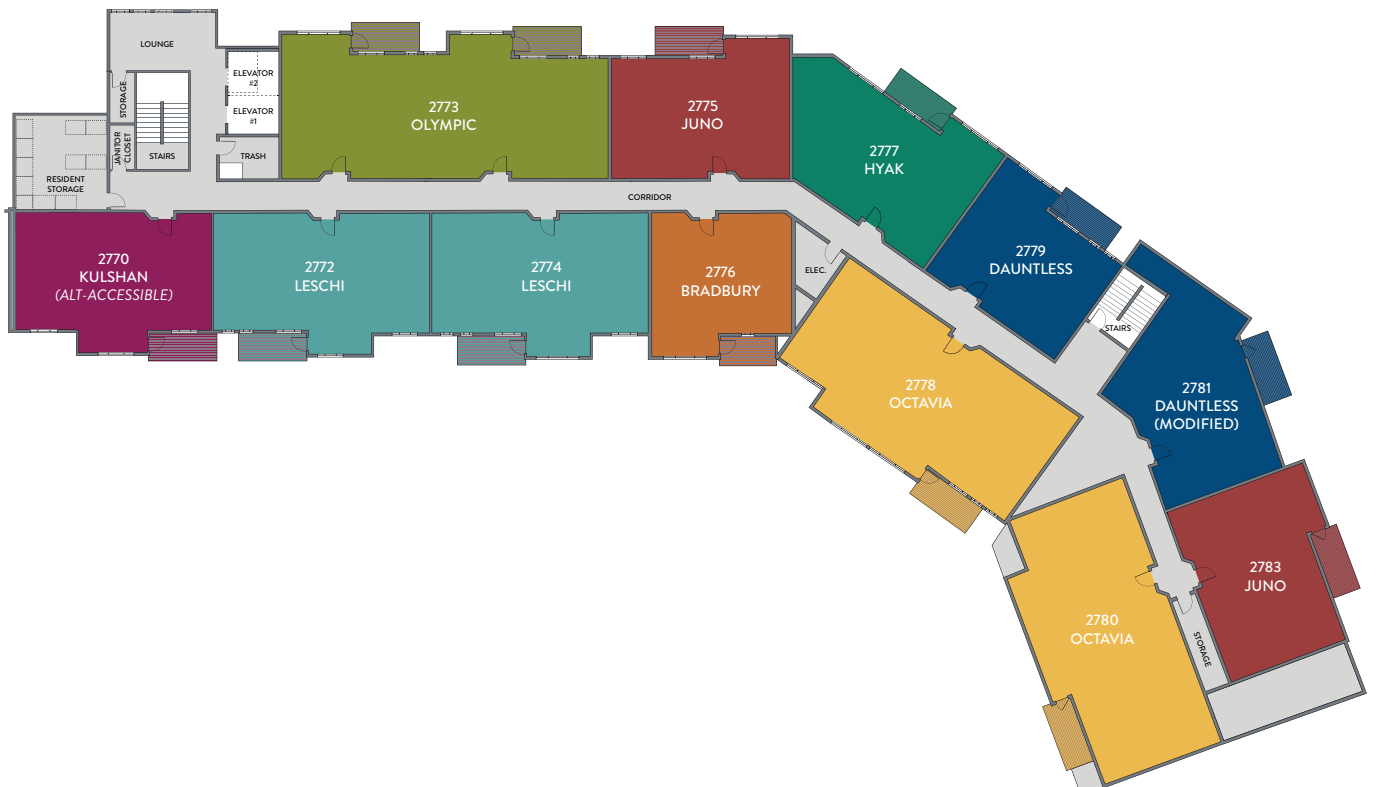 LOUNGE
ELEVATOR
#2
ELEVATOR
#1
STORAGE
JANITOR
CLOSET
STAIRS
TRASH
RESIDENT
STORAGE
CORRIDOR
2773
OLYMPIC
2775
JUNO
2777
HYAK
2779
DAUNTLESS
STAIRS
2770
KULSHAN
(ALT-ACCESSIBLE)
2772
LESCHI
2774
LESCHI
2776
BRADBURY
ELEC.
2778
OCTAVIA
2781
DAUNTLESS
(MODIFIED)
2783
JUNO
2780
OCTAVIA
STORAGE